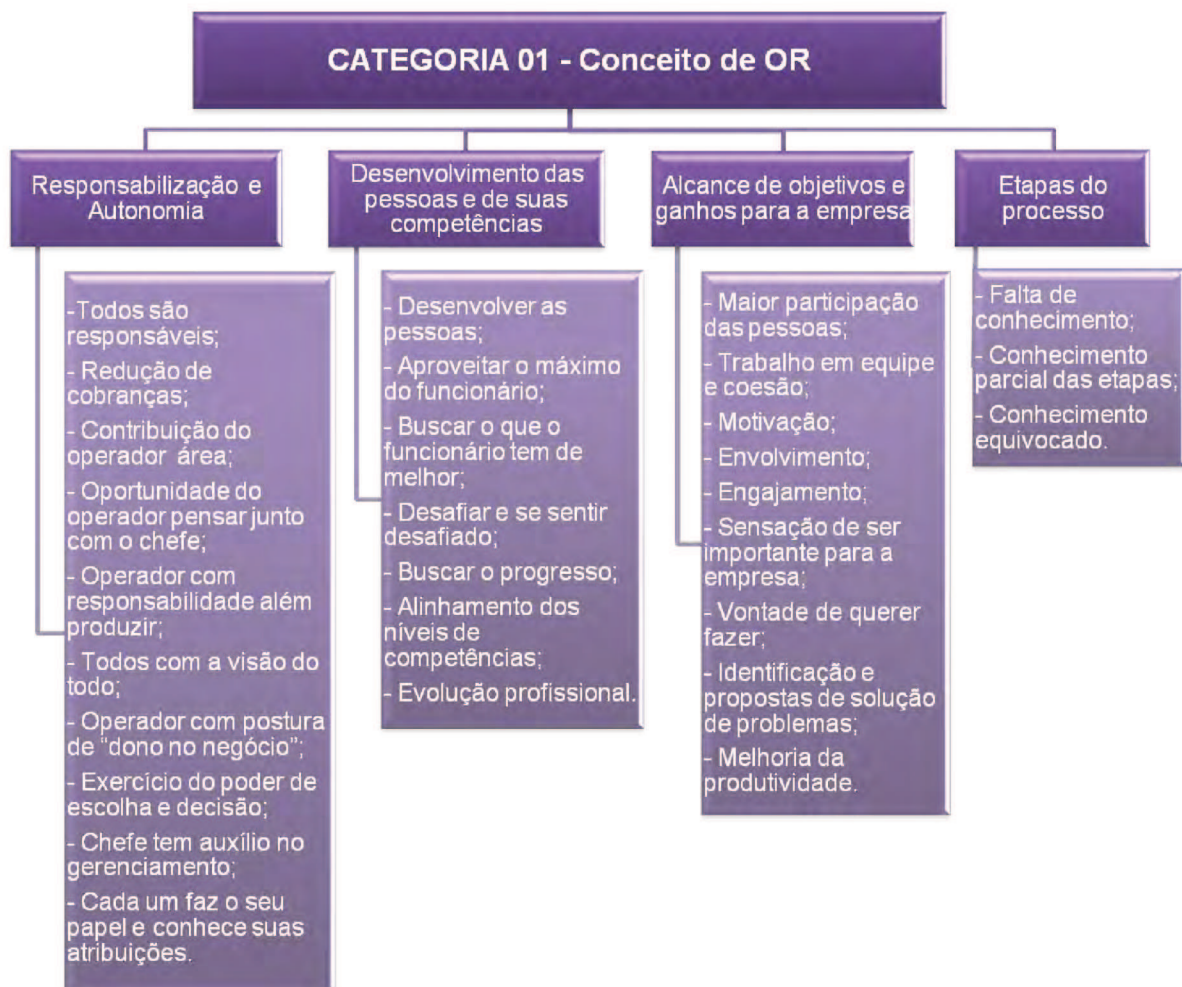 CATEGORIA 01 - Conceito de OR
Responsabilização e
Autonomia
-Todos são
responsáveis;
- Redução de
cobranças;
- Contribuição do
operador área;
- Oportunidade do
operador pensar junto
com o chefe;
- Operador com
responsabilidade além
produzir;
- Todos com a visão do
todo;
- Operador com postura
de “dono no negócio”;
- Exercício do poder de
escolha e decisão;
- Chefe tem auxílio no
gerenciamento;
- Cada um faz o seu
papel e conhece suas
atribuições.
Desenvolvimento das
pessoas e de suas
competências
- Desenvolver as
pessoas;
- Aproveitar o máximo
do funcionário;
- Buscar o que o
funcionário tem de
melhor;
- Desafiar e se sentir
desafiado;
- Buscar o progresso;
- Alinhamento dos
níveis de
competências;
- Evolução profissional.
Alcance de objetivos e
ganhos para a empresa
- Maior participação
das pessoas;
- Trabalho em equipe
e coesão;
- Motivação;
- Envolvimento;
- Engajamento;
- Sensação de ser
importante para a
empresa;
- Vontade de querer
fazer;
- Identificação e
propostas de solução
de problemas;
- Melhoria da
produtividade.
Etapas do
processo
- Falta de
conhecimento;
- Conhecimento
parcial das etapas;
- Conhecimento
equivocado.